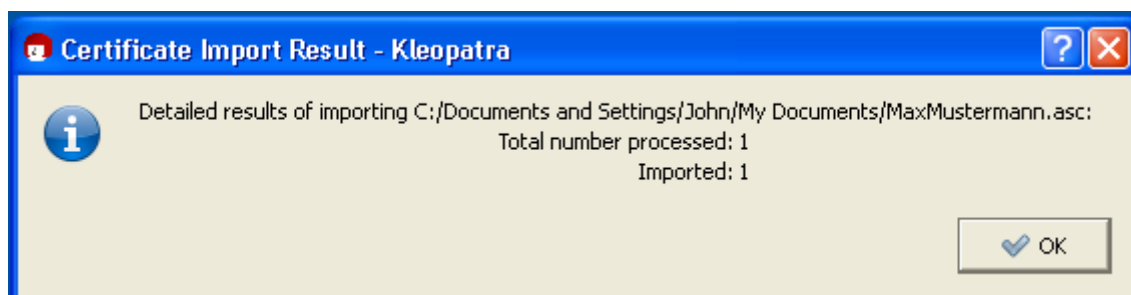 Certificate Import Result - Kleopatra
Detailed results of importing C:/Documents and Settings/John/My Documents/MaxMustermann.asc:
Total number processed: 1
Imported: 1
OK